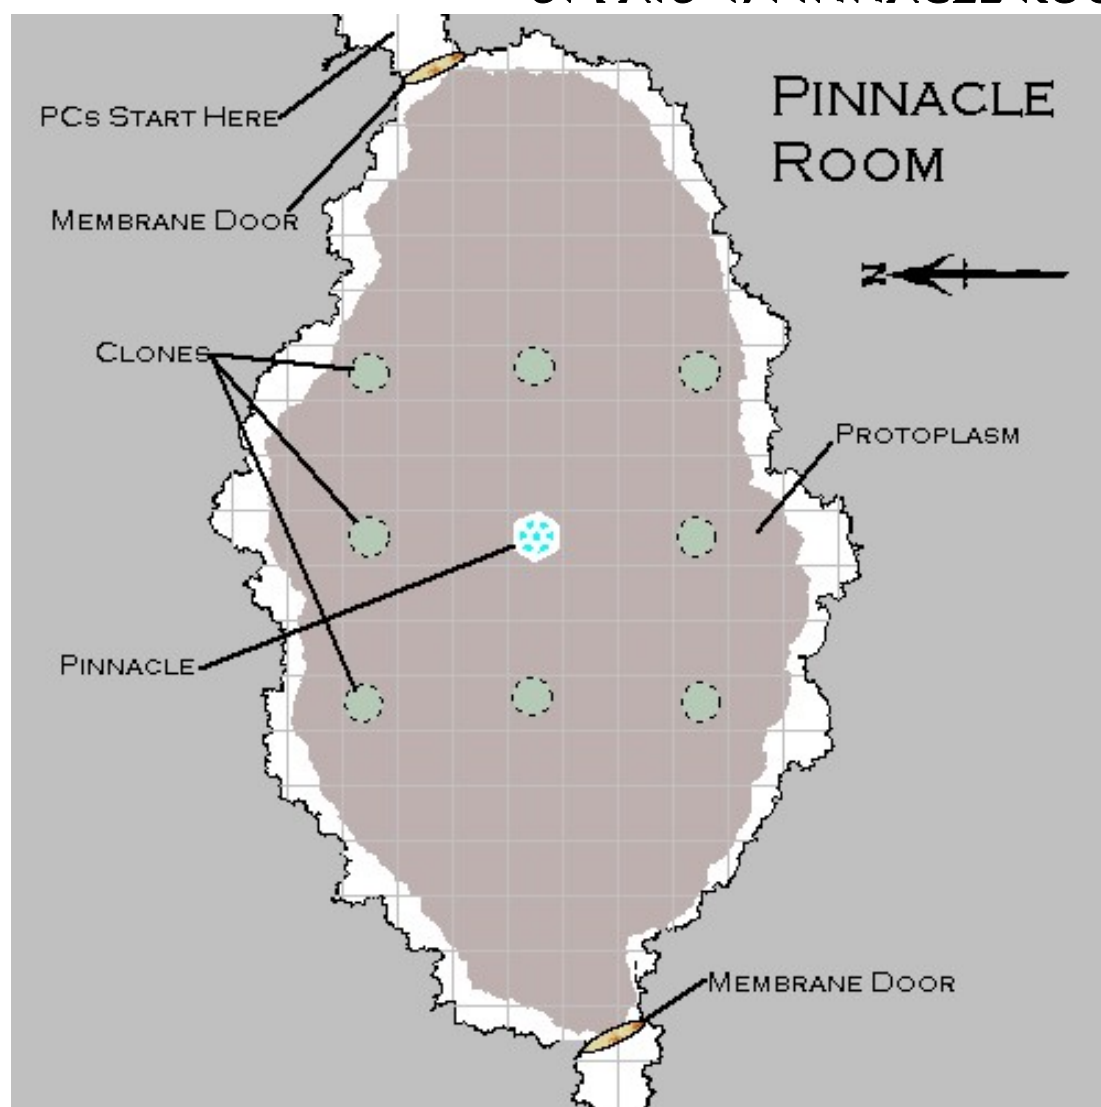 Pinnacle
Room
PCs Start Here
Membrane Door
N
Clones
Protoplasm
Pinnacle
Membrane Door